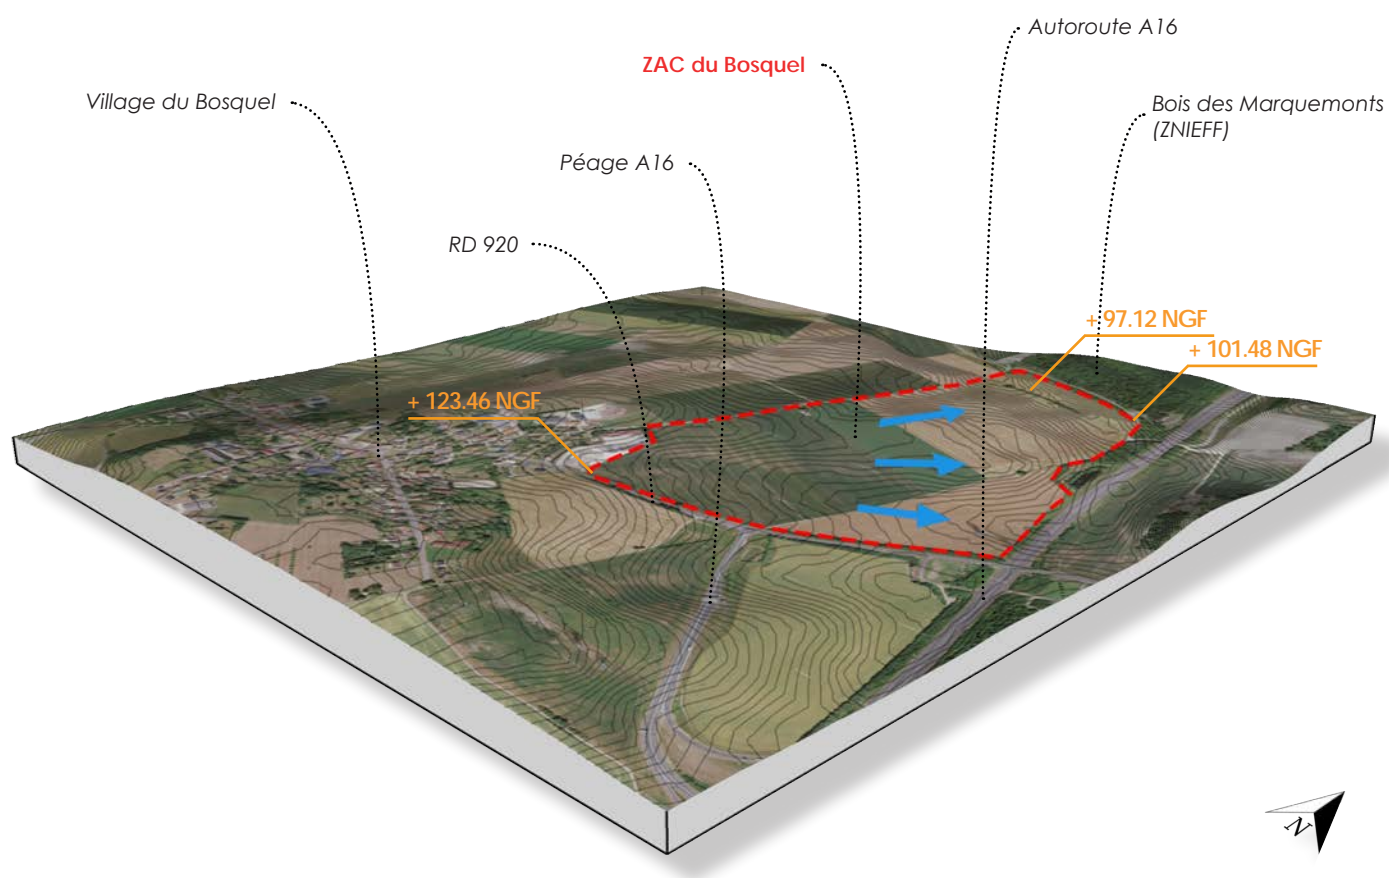 Autoroute A16
ZAC du Bosquel
Village du Bosquel
Bois des Marquemonts
(ZNIEFF)
Péage A16
RD 920
+ 97.12 NGF
+ 101.48 NGF
+ 123.46 NGF
N